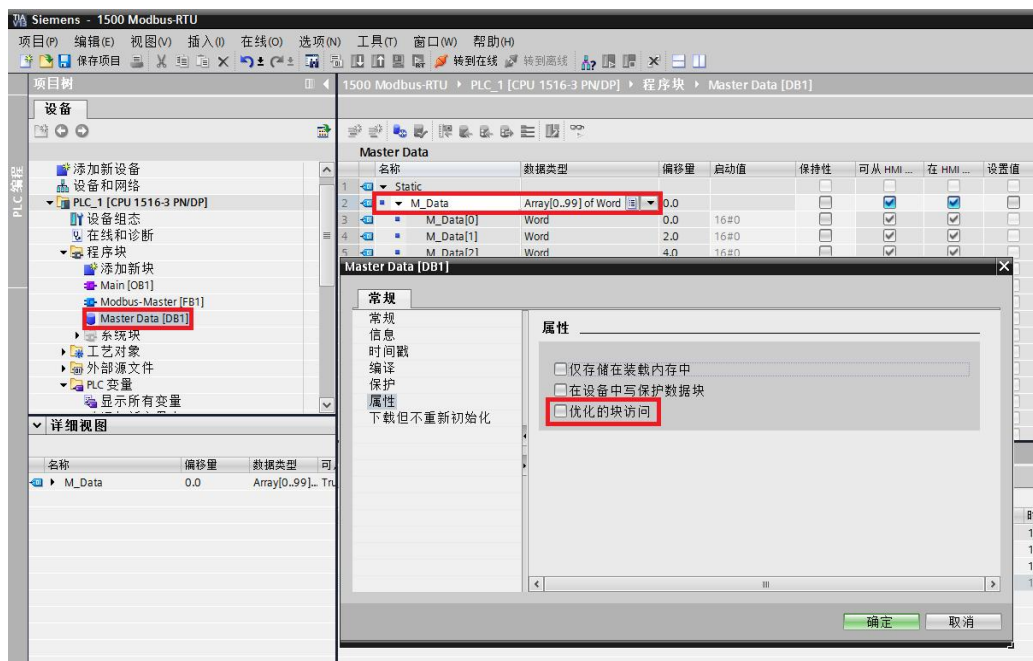 Siemens - 1500 Modbus-RTU
项目(P) 编辑(E) 视图(V) 插入(I) 在线(O) 选项(N) 工具(T) 窗口(W) 帮助(H)
保存项目 转到在线 转到离线
项目树
1500 Modbus-RTU PLC_1 [CPU 1516-3 PN/DP] 程序块 Master Data [DB1]
设备
PLC 编程
添加新设备
设备和网络
PLC_1 [CPU 1516-3 PN/DP]
设备组态
在线和诊断
程序块
添加新块
Main [OB1]
Modbus-Master [FB1]
Master Data [DB1]
系统块
工艺对象
外部源文件
PLC 变量
显示所有变量
详细视图
名称 偏移量 数据类型 可
M_Data 0.0 Array[0..99]... Tru
Master Data
名称 数据类型 偏移量 启动值 保持性 可从 HMI ... 在 HMI ... 设置值
1 Static
2 M_Data Array[0..99] of Word 0.0
3 M_Data[0] Word 0.0 16#0
4 M_Data[1] Word 2.0 16#0
5 M_Data[2] Word 4.0 16#0
Master Data [DB1] X
常规
常规
信息
时间戳
编译
保护
属性
下载但不重新初始化
属性
仅存储在装载内存中
在设备中写保护数据块
优化的块访问
确定 取消